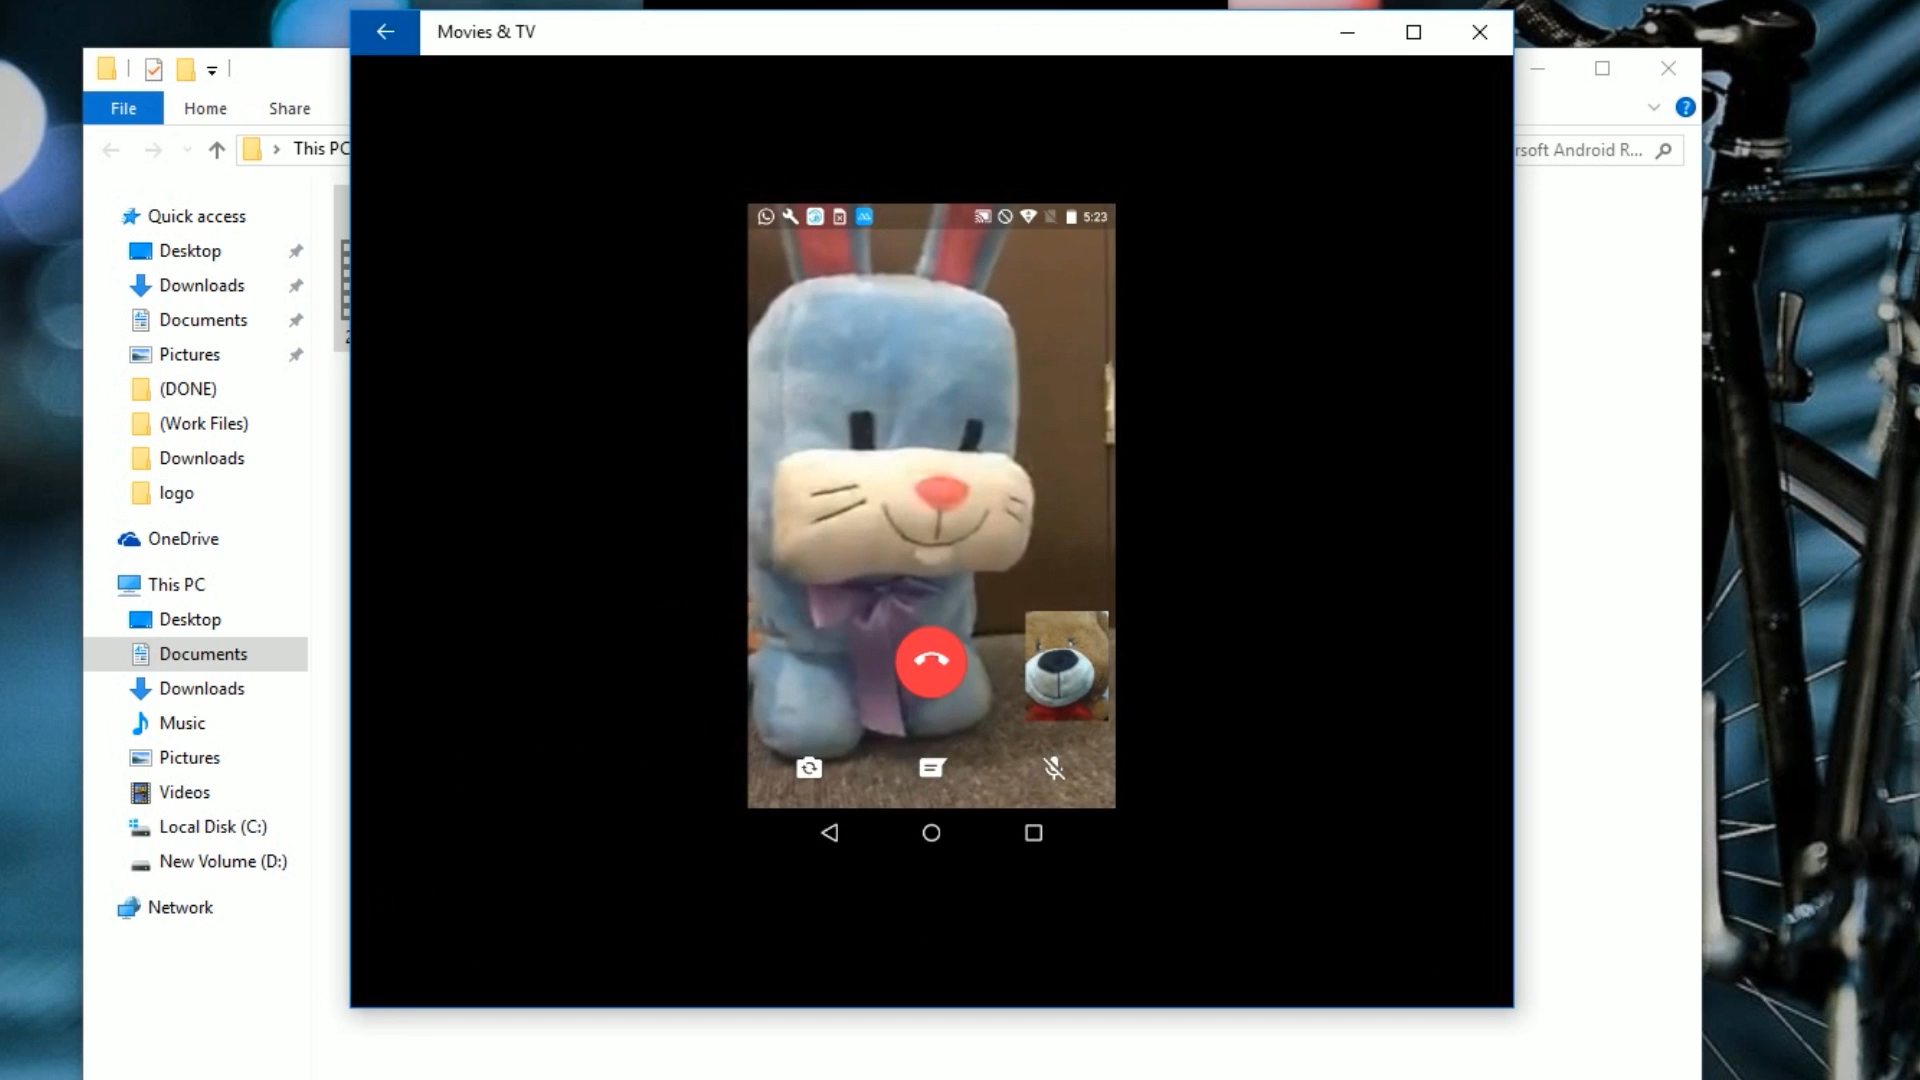 Movies & TV
File
Home
Share
This PC
rsoft Android R...
Quick access
Desktop
Downloads
Documents
Pictures
(DONE)
(Work Files)
Downloads
logo
OneDrive
This PC
Desktop
Documents
Downloads
Music
Pictures
Videos
Local Disk (C:)
New Volume (D:)
Network
5:23